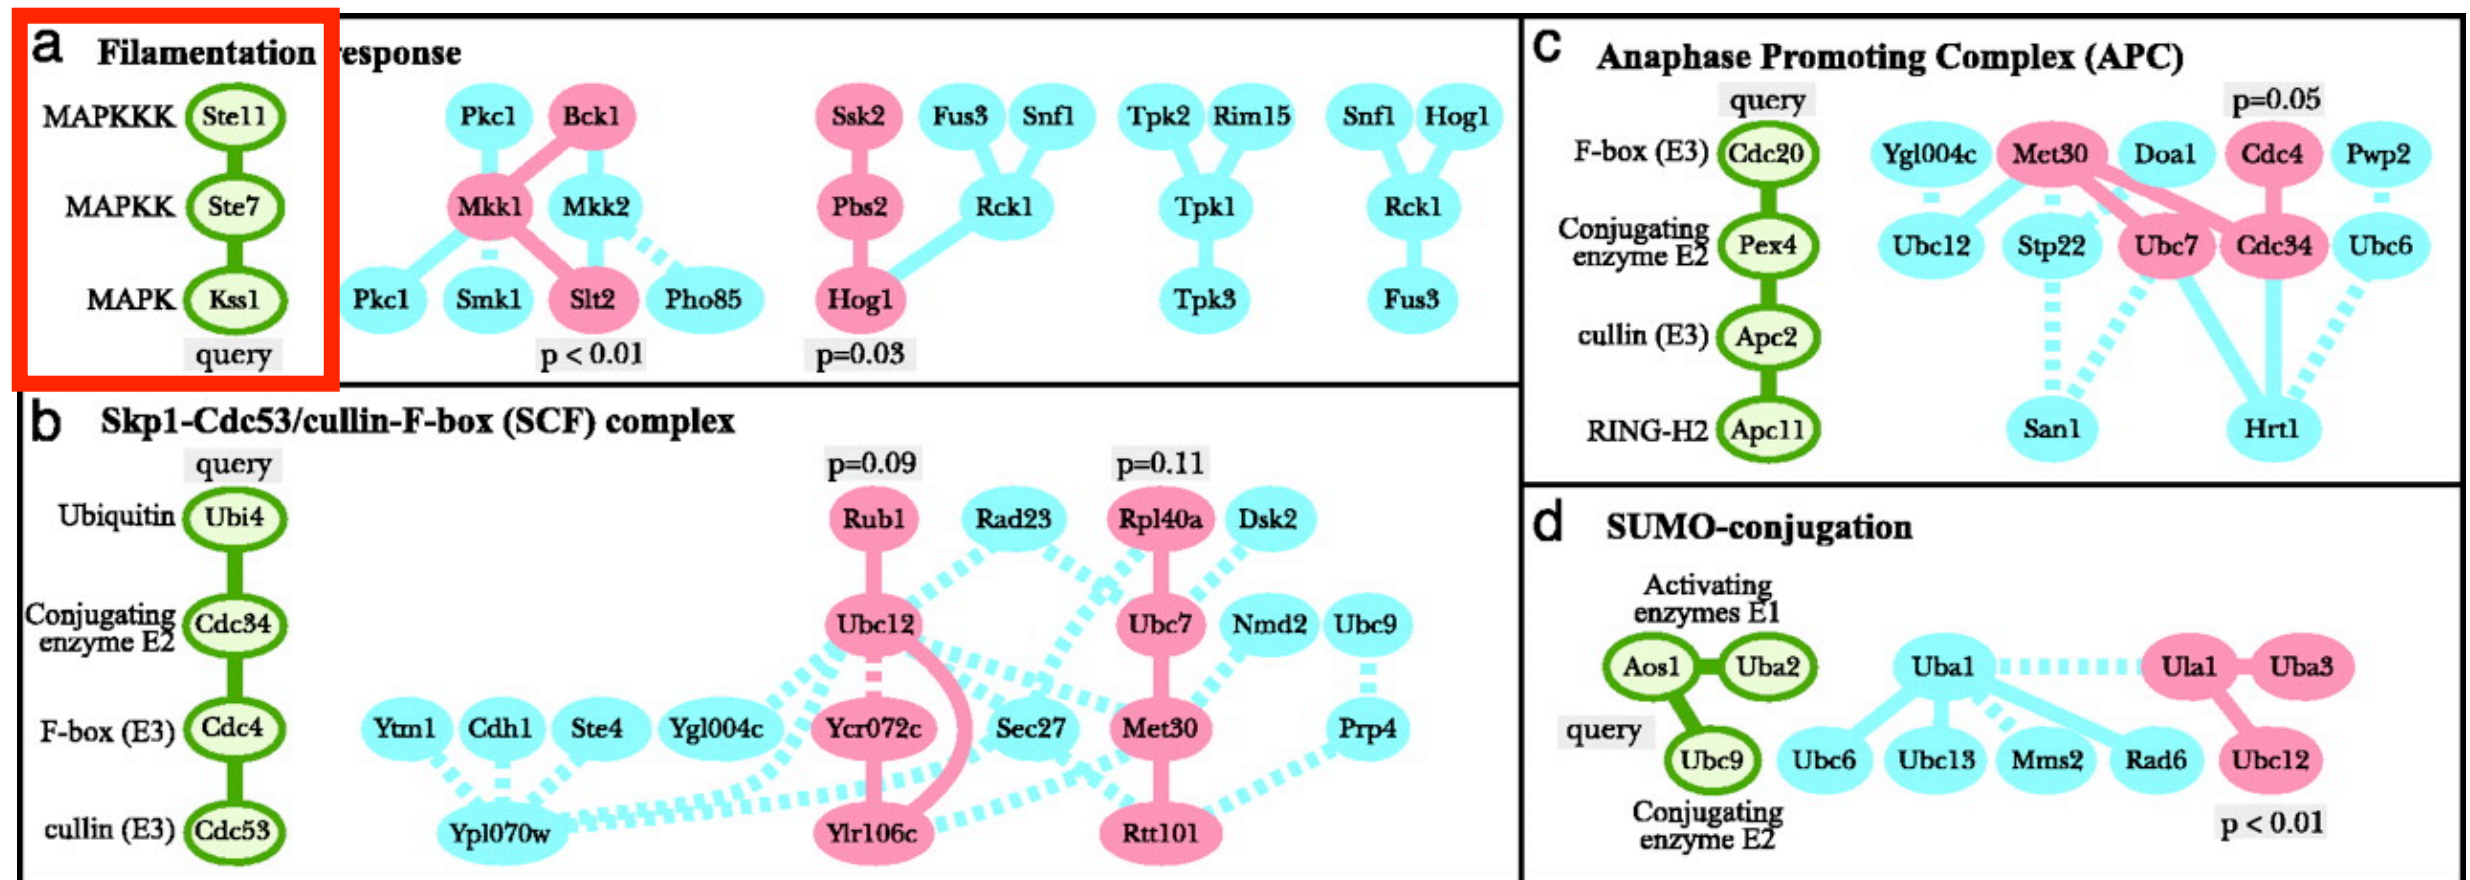 a Filamentation response
MAPKKK Ste11 Pkc1 Bck1 Ssk2 Fus3 Snf1 Tpk2 Rim15 Snf1 Hog1
MAPKK Ste7 Mkk1 Mkk2 Pbs2 Rck1 Tpk1 Rck1
MAPK Kss1 Pkc1 Smk1 Slt2 Pho85 Hog1 Tpk3 Fus3
query p < 0.01 p=0.03
b Skp1-Cdc53/cullin-F-box (SCF) complex
query p=0.09 p=0.11
Ubiquitin Ubi4 Rub1 Rad23 Rpl40a Dsk2
Conjugating
enzyme E2 Cdc34 Ubc12 Ubc7 Nmd2 Ubc9
F-box (E3) Cdc4 Ytm1 Cdh1 Ste4 Ygl004c Ycr072c Sec27 Met30 Prp4
cullin (E3) Cdc53 Ypl070w Ylr106c Rtt101
c Anaphase Promoting Complex (APC)
query p=0.05
F-box (E3) Cdc20 Ygl004c Met30 Doa1 Cdc4 Pwp2
Conjugating
enzyme E2 Pex4 Ubc12 Stp22 Ubc7 Cdc34 Ubc6
cullin (E3) Apc2
RING-H2 Apc11 San1 Hrt1
d SUMO-conjugation
Activating
enzymes E1
Aos1 Uba2 Uba1 Ula1 Uba3
query
Ubc9 Ubc6 Ubc13 Mms2 Rad6 Ubc12
Conjugating
enzyme E2
p < 0.01